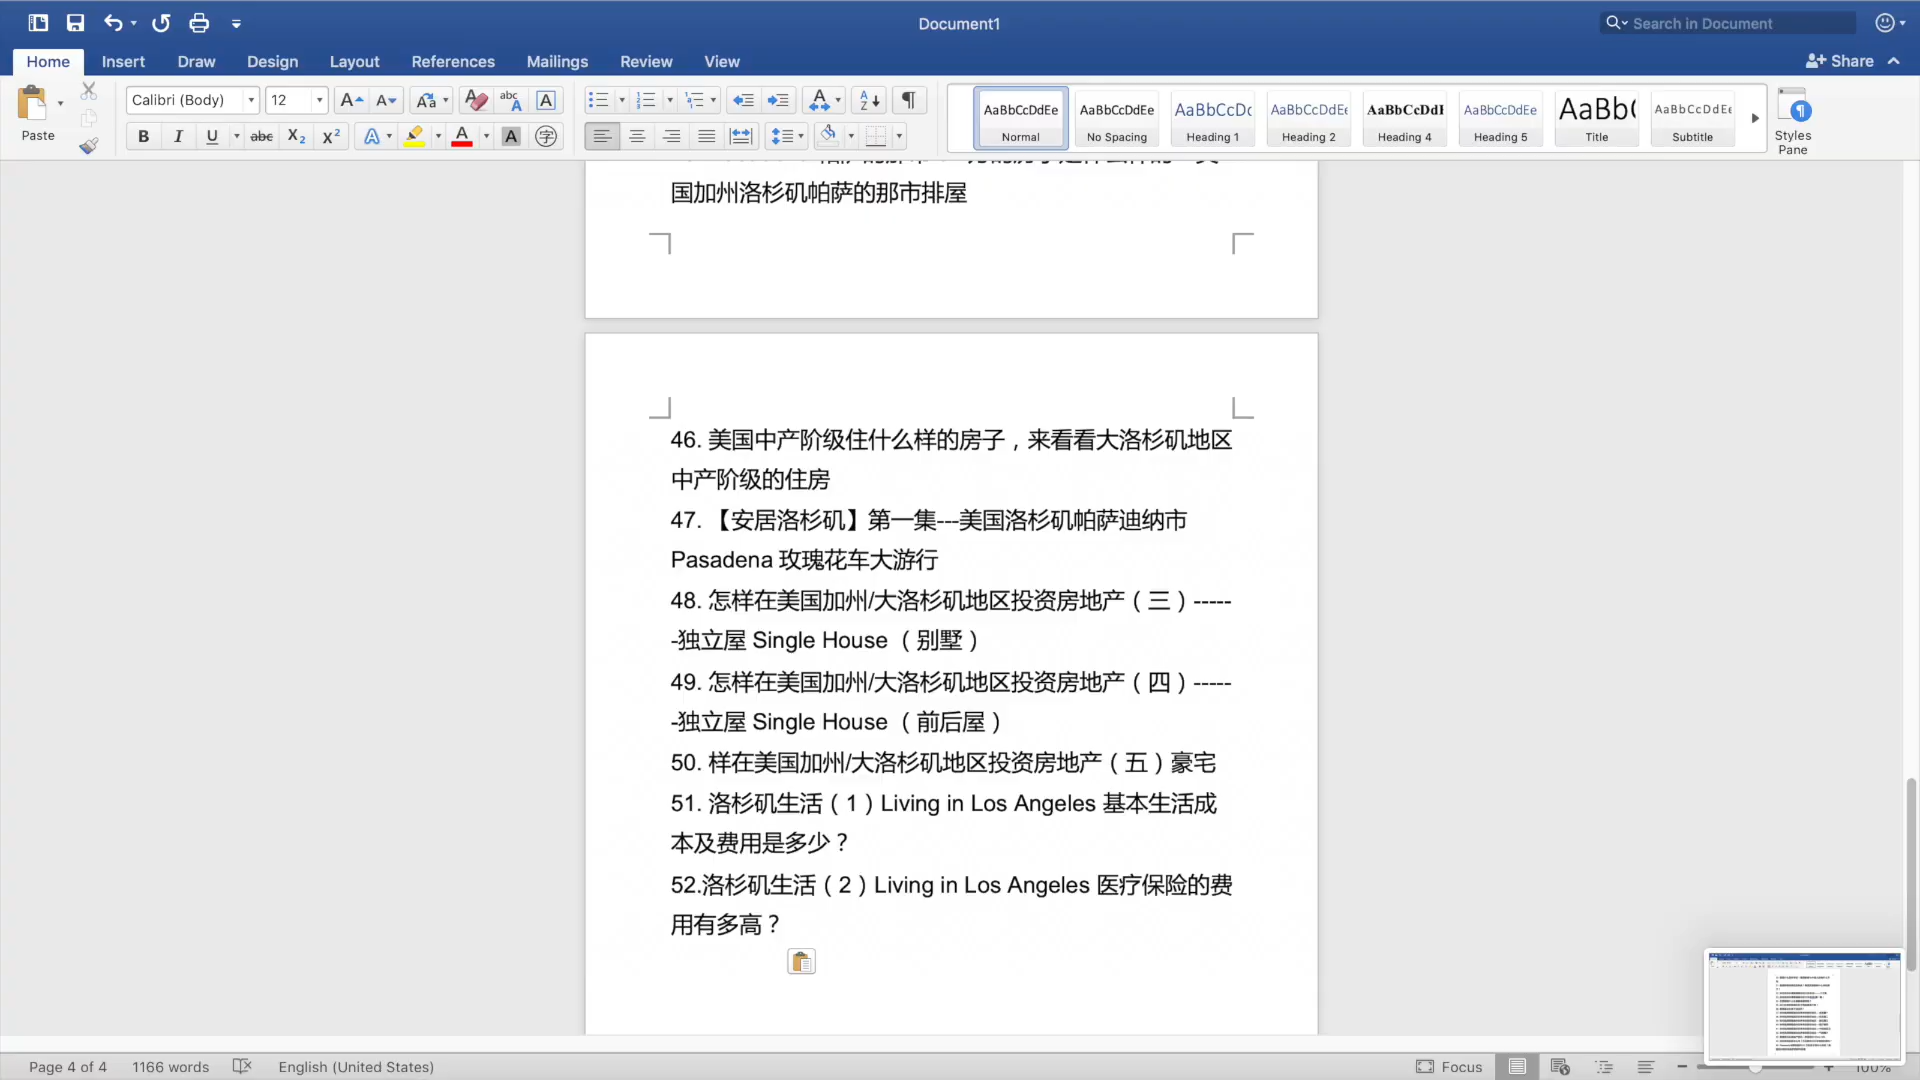 Document1
Search in Document
Home Insert Draw Design Layout References Mailings Review View
Share
Paste
Calibri (Body) 12
AaBbCcDdEe AaBbCcDdEe AaBbCcDc AaBbCcDdEe AaBbCcDdI AaBbCcDdEe AaBb( AaBbCcDdEe
Normal No Spacing Heading 1 Heading 2 Heading 4 Heading 5 Title Subtitle
Styles
Pane
国加州洛杉矶帕萨的那市排屋
46. 美国中产阶级住什么样的房子，来看看大洛杉矶地区
中产阶级的住房
47. 【安居洛杉矶】第一集---美国洛杉矶帕萨迪纳市
Pasadena 玫瑰花车大游行
48. 怎样在美国加州/大洛杉矶地区投资房地产（三）-----
-独立屋 Single House （别墅）
49. 怎样在美国加州/大洛杉矶地区投资房地产（四）-----
-独立屋 Single House （前后屋）
50. 样在美国加州/大洛杉矶地区投资房地产（五）豪宅
51. 洛杉矶生活（1）Living in Los Angeles 基本生活成
本及费用是多少？
52.洛杉矶生活（2）Living in Los Angeles 医疗保险的费
用有多高？
Page 4 of 4 1166 words English (United States) Focus 100%